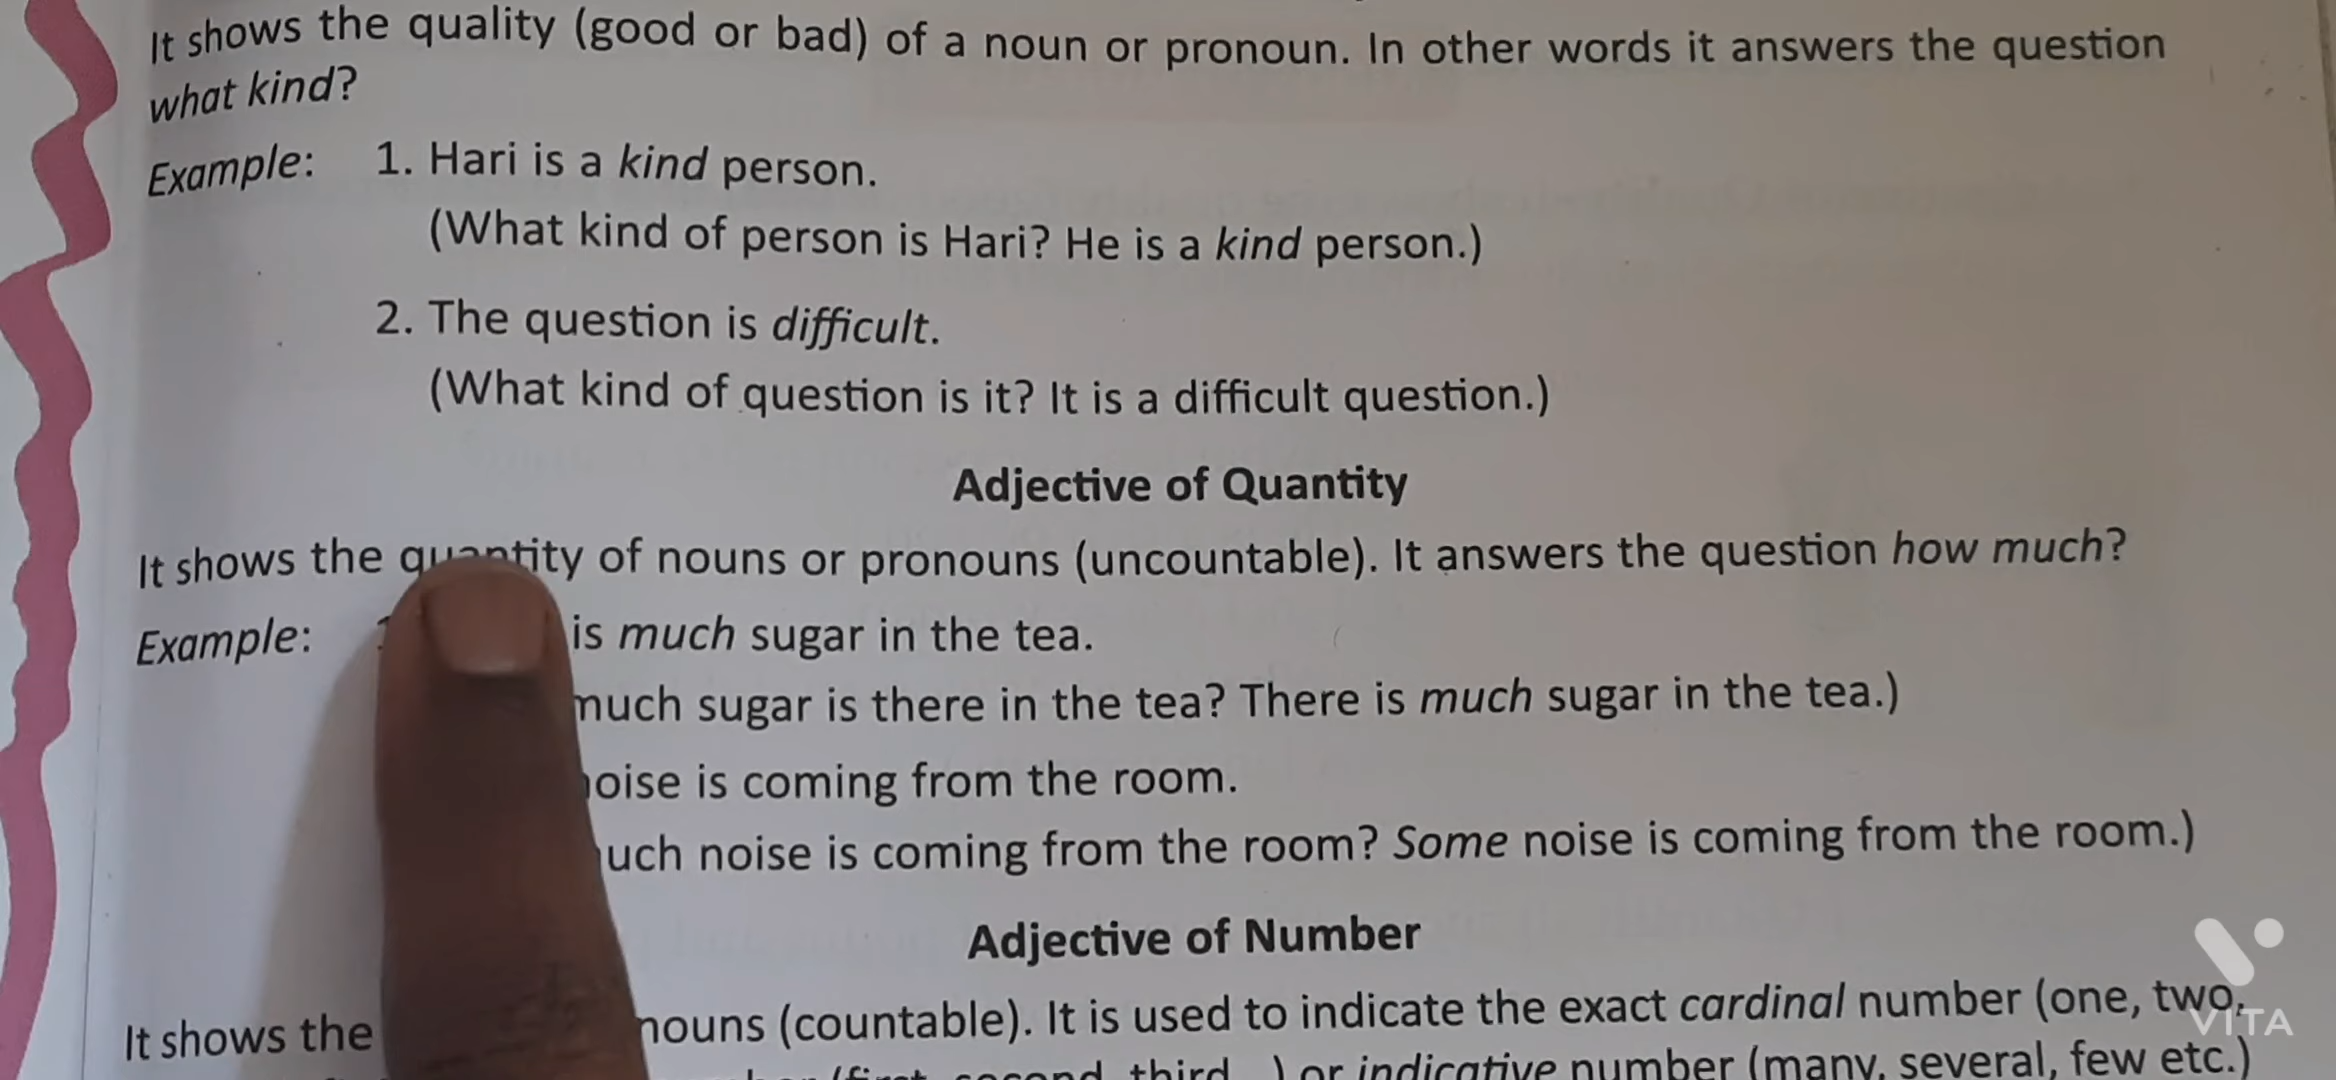 It shows the quality (good or bad) of a noun or pronoun. In other words it answers the question
what kind?
Example: 1. Hari is a kind person.
(What kind of person is Hari? He is a kind person.)
2. The question is difficult.
(What kind of question is it? It is a difficult question.)
Adjective of Quantity
It shows the quantity of nouns or pronouns (uncountable). It answers the question how much?
Example: is much sugar in the tea.
much sugar is there in the tea? There is much sugar in the tea.)
noise is coming from the room.
much noise is coming from the room? Some noise is coming from the room.)
Adjective of Number
It shows the nouns (countable). It is used to indicate the exact cardinal number (one, two,
(first, second, third ) or indicative number (many, several, few etc.)
VITA